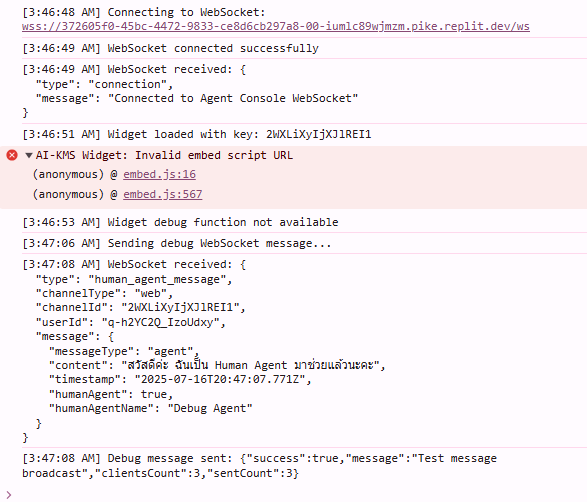 [3:46:48 AM] Connecting to WebSocket:
wss://372605f0-45bc-4472-9833-ce8d6cb297a8-00-iumlc89wjmzm.pike.replit.dev/ws
[3:46:49 AM] WebSocket connected successfully
[3:46:49 AM] WebSocket received: {
  "type": "connection",
  "message": "Connected to Agent Console WebSocket"
}
[3:46:51 AM] Widget loaded with key: 2WXLiXyIjXJlREI1
AI-KMS Widget: Invalid embed script URL
(anonymous) @ embed.js:16
(anonymous) @ embed.js:567
[3:46:53 AM] Widget debug function not available
[3:47:06 AM] Sending debug WebSocket message...
[3:47:08 AM] WebSocket received: {
  "type": "human_agent_message",
  "channelType": "web",
  "channelId": "2WXLiXyIjXJlREI1",
  "userId": "q-h2YC2Q_IzoUdxy",
  "message": {
    "messageType": "agent",
    "content": "สวัสดีค่ะ ฉันเป็น Human Agent มาช่วยแล้วนะคะ",
    "timestamp": "2025-07-16T20:47:07.771Z",
    "humanAgent": true,
    "humanAgentName": "Debug Agent"
  }
}
[3:47:08 AM] Debug message sent: {"success":true,"message":"Test message
broadcast","clientsCount":3,"sentCount":3}